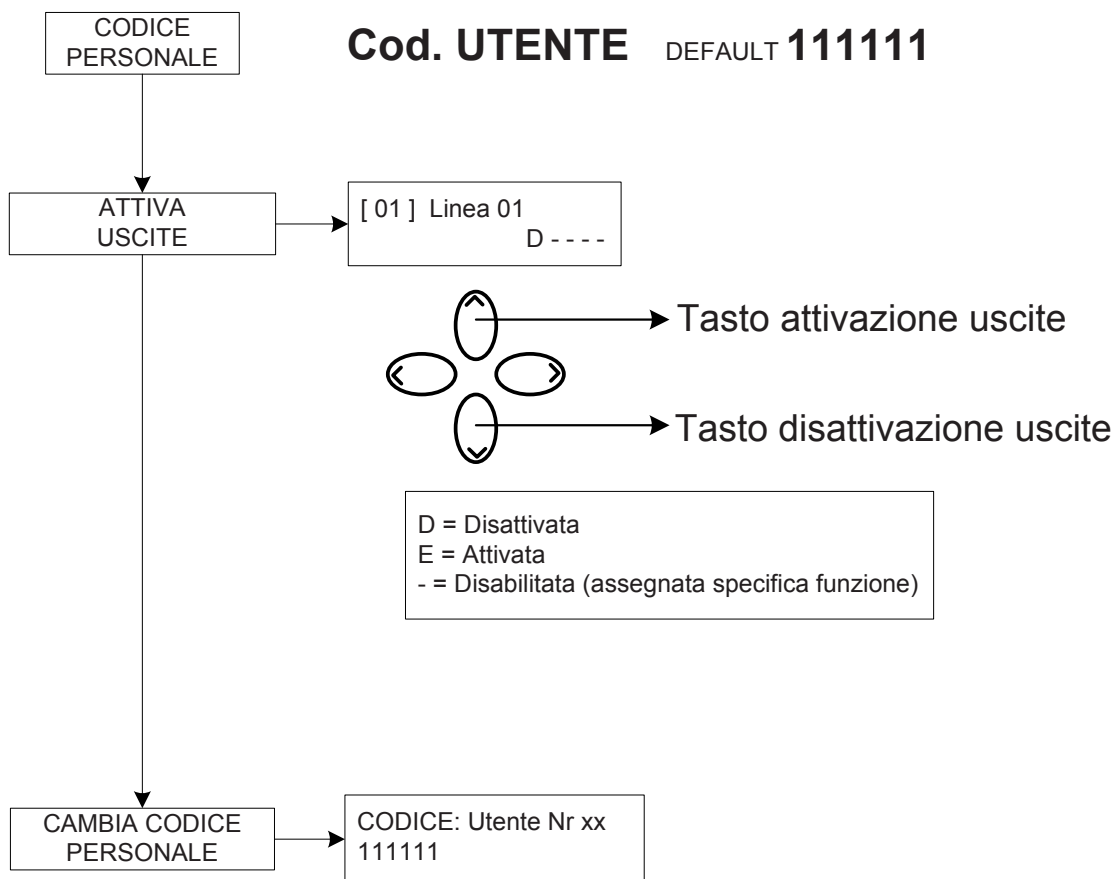 CODICE
PERSONALE
Cod. UTENTE DEFAULT 111111
ATTIVA
USCITE
[ 01 ] Linea 01
D - - - -
Tasto attivazione uscite
Tasto disattivazione uscite
D = Disattivata
E = Attivata
- = Disabilitata (assegnata specifica funzione)
CAMBIA CODICE
PERSONALE
CODICE: Utente Nr xx
111111